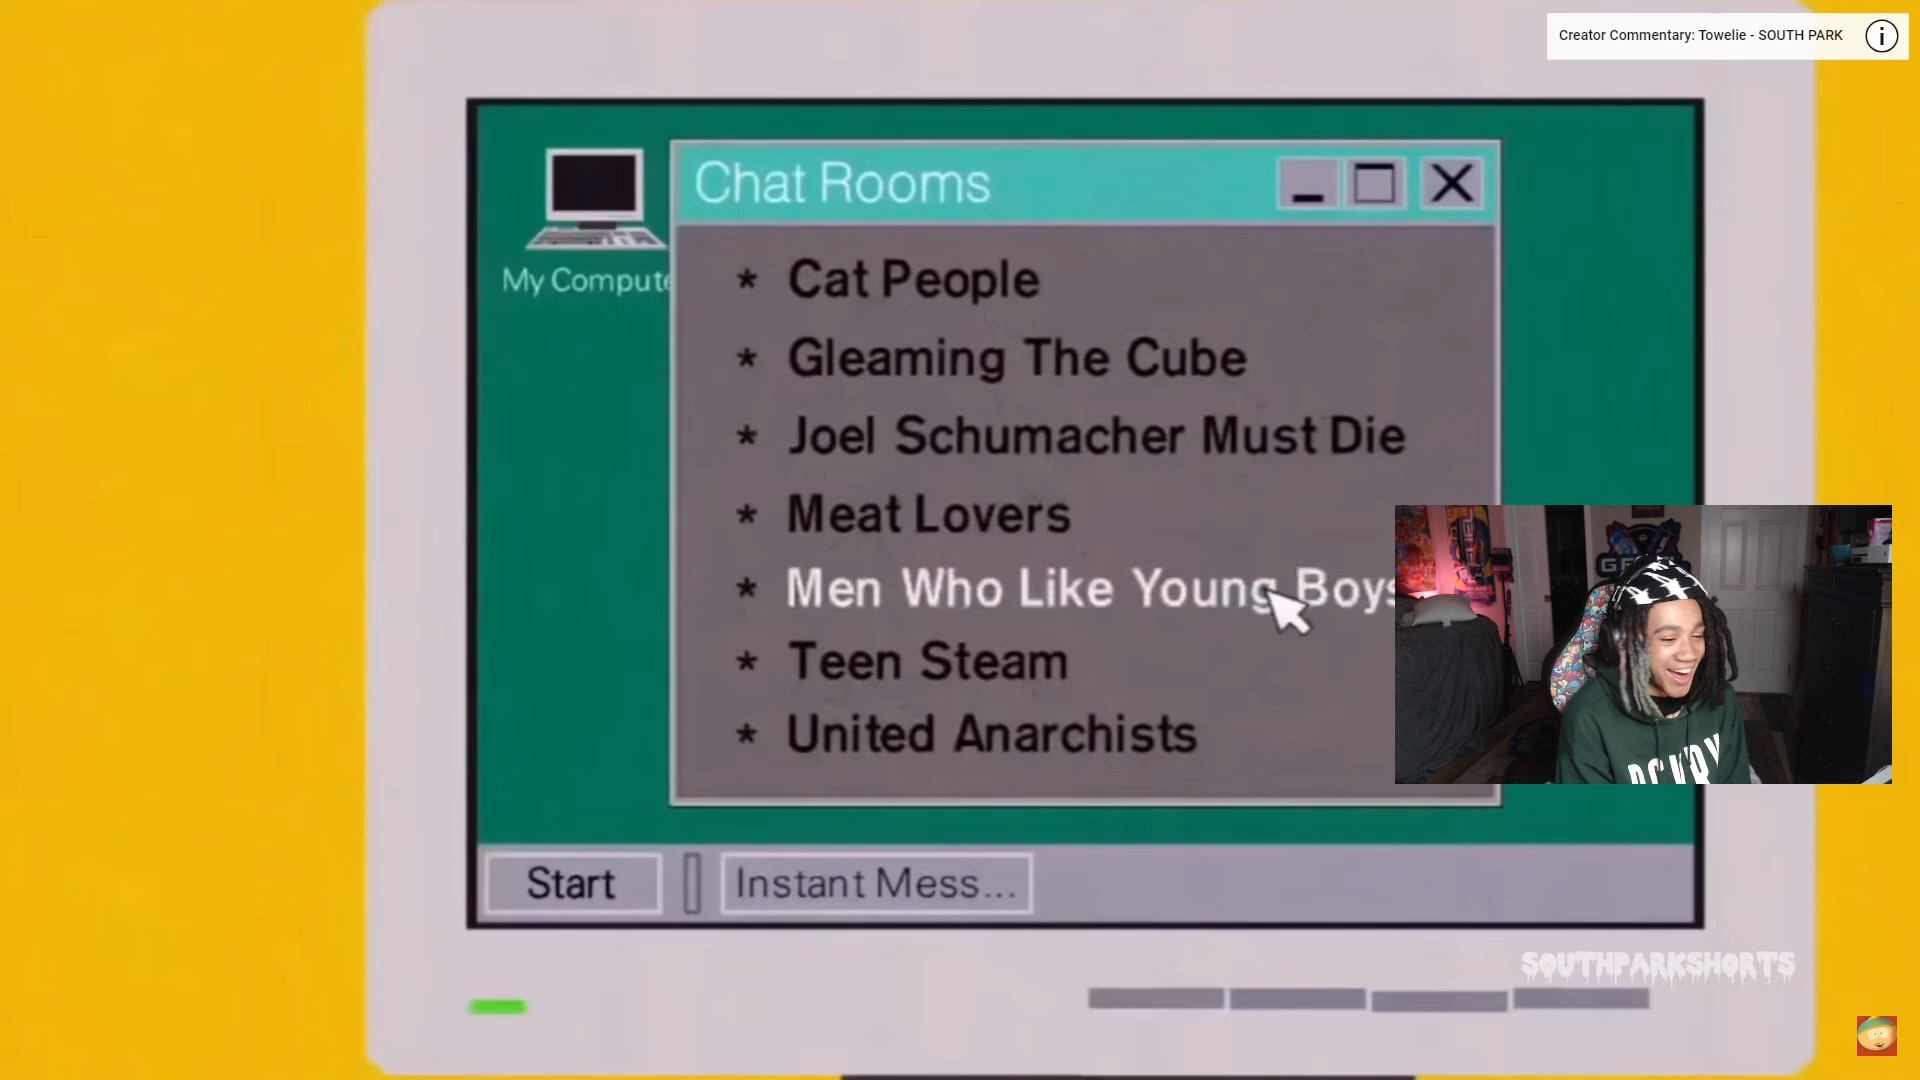 Creator Commentary: Towelie - SOUTH PARK
Chat Rooms
My Compute
* Cat People
* Gleaming The Cube
* Joel Schumacher Must Die
* Meat Lovers
* Men Who Like Young Boys
* Teen Steam
* United Anarchists
Start
Instant Mess...
SOUTHPARKSHORTS